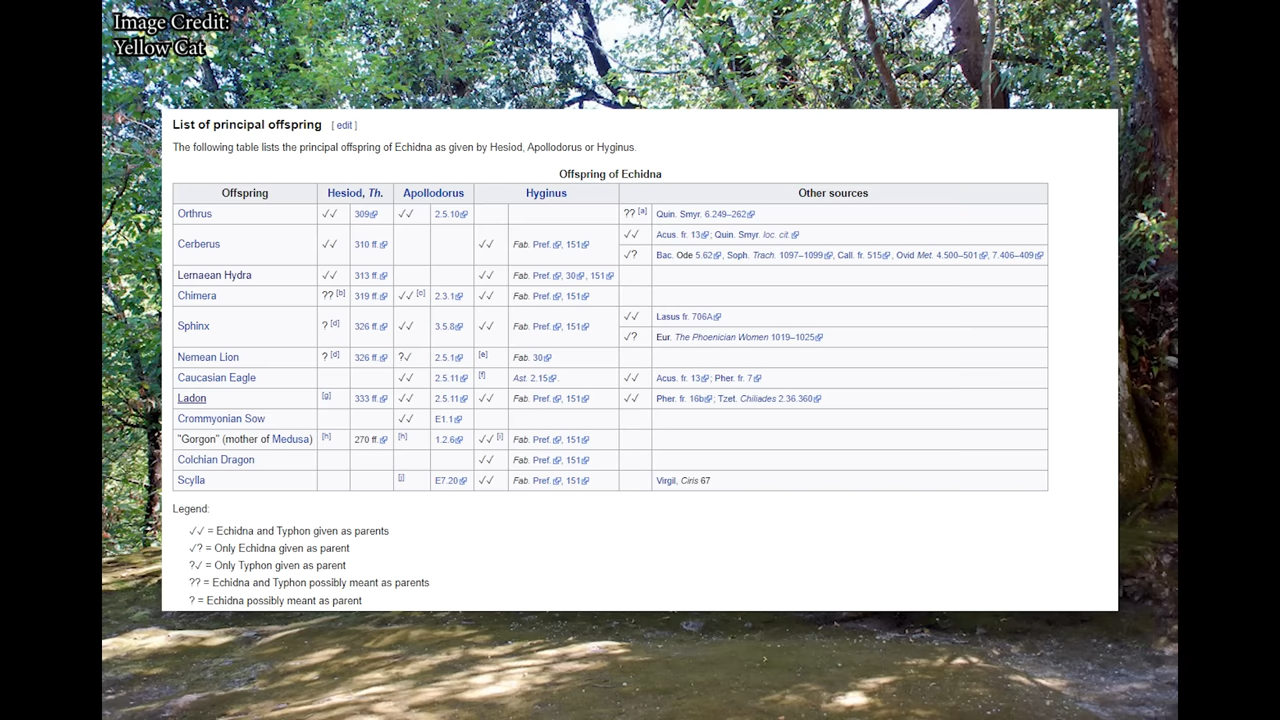 Image Credit:
Yellow Cat
List of principal offspring [ edit ]
The following table lists the principal offspring of Echidna as given by Hesiod, Apollodorus or Hyginus.
Offspring of Echidna
Offspring Hesiod, Th. Apollodorus Hyginus Other sources
Orthrus ✓✓ 309 ✓✓ 2.5.10 ?? [a] Quin. Smyr. 6.249–262
Cerberus ✓✓ 310 ff. ✓✓ Fab. Pref., 151 ✓✓ Acus. fr. 13; Quin. Smyr. loc. cit.
✓? Bac. Ode 5.62, Soph. Trach. 1097–1099, Call. fr. 515, Ovid Met. 4.500–501, 7.406–409
Lernaean Hydra ✓✓ 313 ff. ✓✓ Fab. Pref., 30, 151
Chimera ?? [b] 319 ff. ✓✓ [c] 2.3.1 ✓✓ Fab. Pref., 151
Sphinx ? [d] 326 ff. ✓✓ 3.5.8 ✓✓ Fab. Pref., 151 ✓✓ Lasus fr. 706A
✓? Eur. The Phoenician Women 1019–1025
Nemean Lion ? [d] 326 ff. ?✓ 2.5.1 [e] Fab. 30
Caucasian Eagle ✓✓ 2.5.11 [f] Ast. 2.15. ✓✓ Acus. fr. 13; Pher. fr. 7
Ladon [g] 333 ff. ✓✓ 2.5.11 ✓✓ Fab. Pref., 151 ✓✓ Pher. fr. 16b; Tzet. Chiliades 2.36.360
Crommyonian Sow ✓✓ E1.1
"Gorgon" (mother of Medusa) [h] 270 ff. [h] 1.2.6 ✓✓ [i] Fab. Pref., 151
Colchian Dragon ✓✓ Fab. Pref., 151
Scylla [j] E7.20 ✓✓ Fab. Pref., 151 Virgil, Ciris 67
Legend:
✓✓ = Echidna and Typhon given as parents
✓? = Only Echidna given as parent
?✓ = Only Typhon given as parent
?? = Echidna and Typhon possibly meant as parents
? = Echidna possibly meant as parent